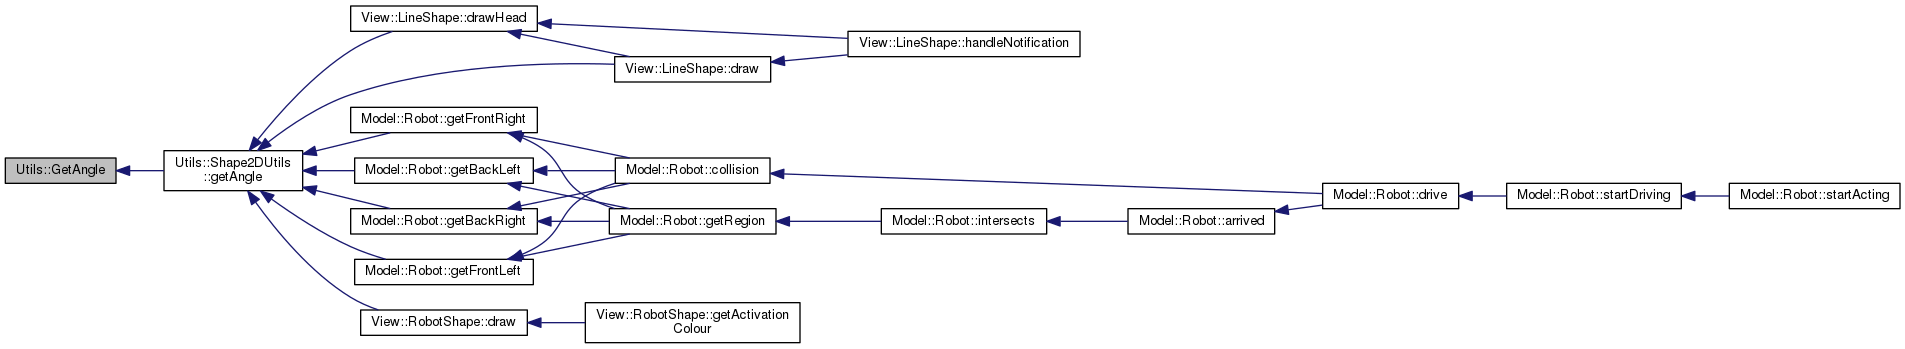 View::LineShape::drawHead
View::LineShape::handleNotification
View::LineShape::draw
Model::Robot::getFrontRight
Utils::GetAngle
Utils::Shape2DUtils
::getAngle
Model::Robot::getBackLeft
Model::Robot::collision
Model::Robot::drive
Model::Robot::startDriving
Model::Robot::startActing
Model::Robot::getBackRight
Model::Robot::getRegion
Model::Robot::intersects
Model::Robot::arrived
Model::Robot::getFrontLeft
View::RobotShape::draw
View::RobotShape::getActivation
Colour